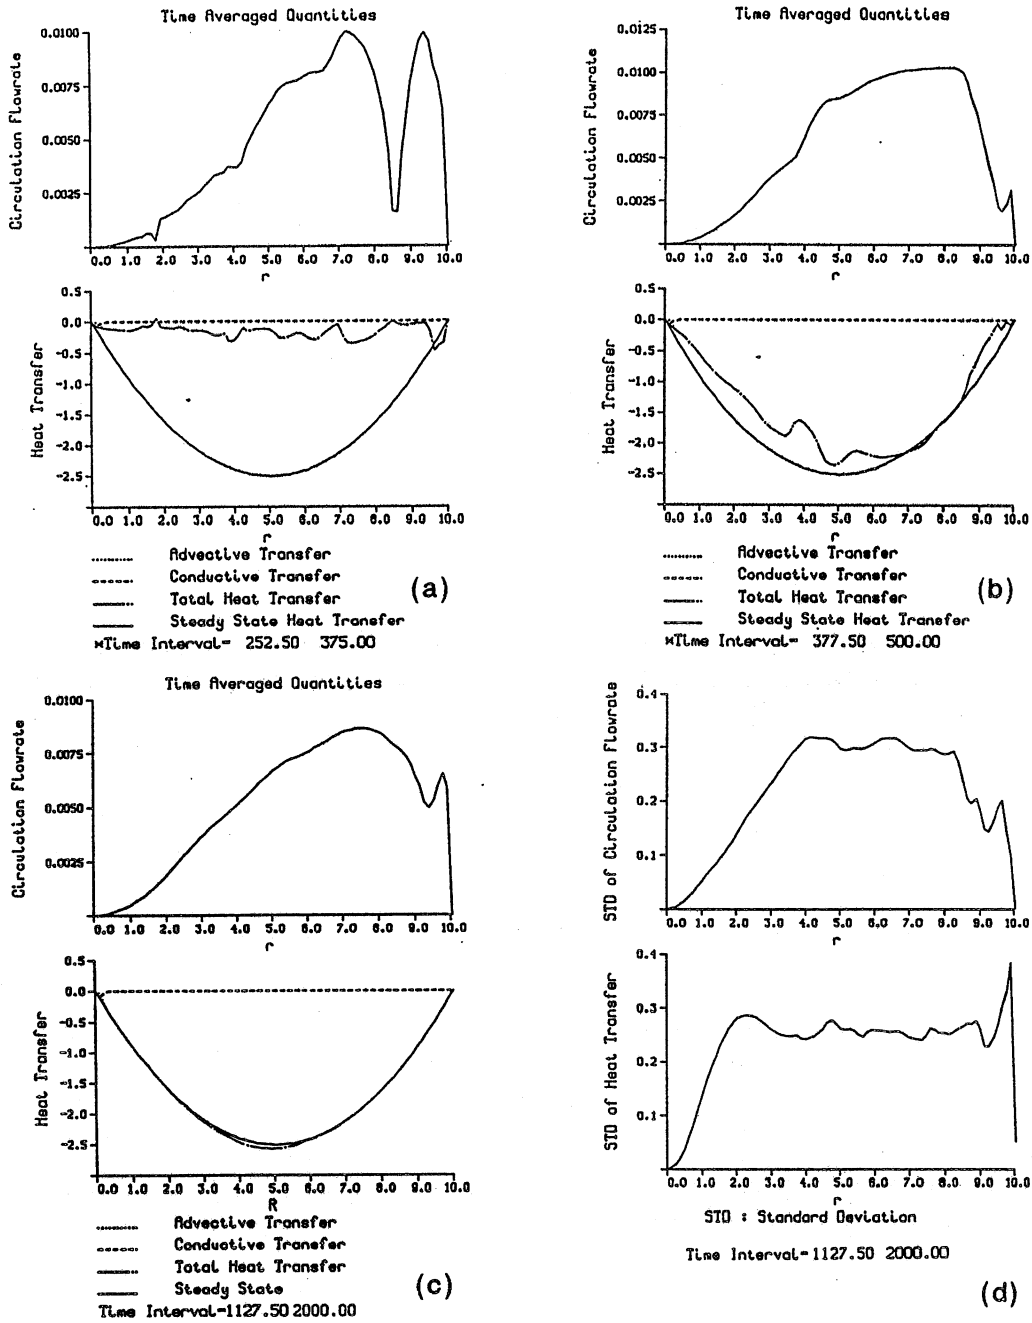 Time Averaged Quantities
Circulation Flowrate
0.0100
0.0075
0.0050
0.0025
0.0 1.0 2.0 3.0 4.0 5.0 6.0 7.0 8.0 9.0 10.0
r
Heat Transfer
0.5
0.0
-0.5
-1.0
-1.5
-2.0
-2.5
0.0 1.0 2.0 3.0 4.0 5.0 6.0 7.0 8.0 9.0 10.0
r
Advective Transfer
Conductive Transfer
Total Heat Transfer
Steady State Heat Transfer
(a)
*Time Interval= 252.50 375.00
Time Averaged Quantities
Circulation Flowrate
0.0125
0.0100
0.0075
0.0050
0.0025
0.0 1.0 2.0 3.0 4.0 5.0 6.0 7.0 8.0 9.0 10.0
r
Heat Transfer
0.5
0.0
-0.5
-1.0
-1.5
-2.0
-2.5
0.0 1.0 2.0 3.0 4.0 5.0 6.0 7.0 8.0 9.0 10.0
r
Advective Transfer
Conductive Transfer
Total Heat Transfer
Steady State Heat Transfer
(b)
*Time Interval= 377.50 500.00
Time Averaged Quantities
Circulation Flowrate
0.0100
0.0075
0.0050
0.0025
0.0 1.0 2.0 3.0 4.0 5.0 6.0 7.0 8.0 9.0 10.0
r
Heat Transfer
0.5
0.0
-0.5
-1.0
-1.5
-2.0
-2.5
0.0 1.0 2.0 3.0 4.0 5.0 6.0 7.0 8.0 9.0 10.0
R
Advective Transfer
Conductive Transfer
Total Heat Transfer
Steady State
(c)
Time Interval=1127.50 2000.00
STD of Circulation Flowrate
0.4
0.3
0.2
0.1
0.0 1.0 2.0 3.0 4.0 5.0 6.0 7.0 8.0 9.0 10.0
r
STD of Heat Transfer
0.4
0.3
0.2
0.1
0.0 1.0 2.0 3.0 4.0 5.0 6.0 7.0 8.0 9.0 10.0
r
STD : Standard Deviation
Time Interval=1127.50 2000.00
(d)